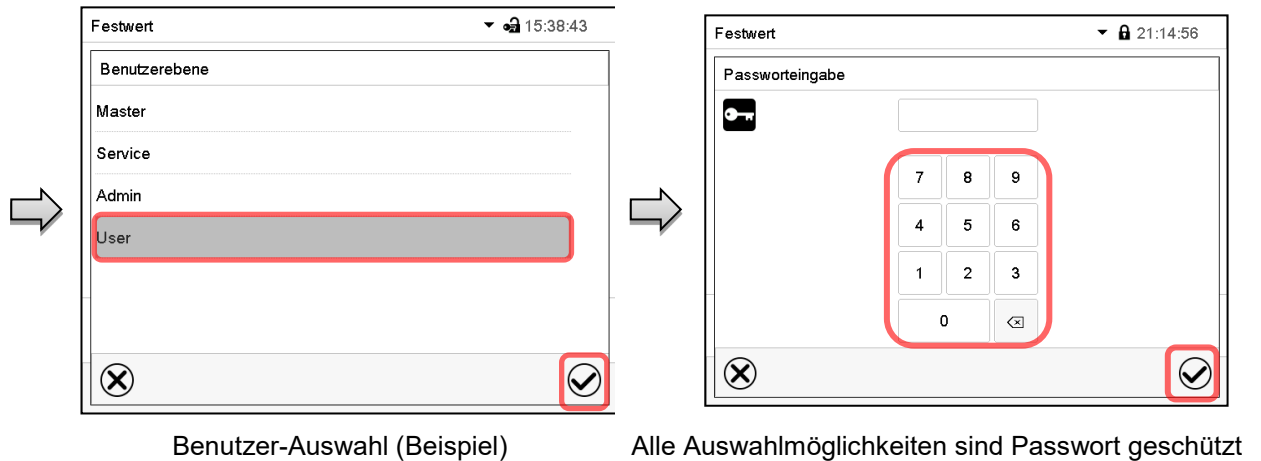 Festwert 15:38:43
Benutzerebene
Master
Service
Admin
User
Benutzer-Auswahl (Beispiel)
Festwert 21:14:56
Passworteingabe
7 8 9
4 5 6
1 2 3
0
Alle Auswahlmöglichkeiten sind Passwort geschützt